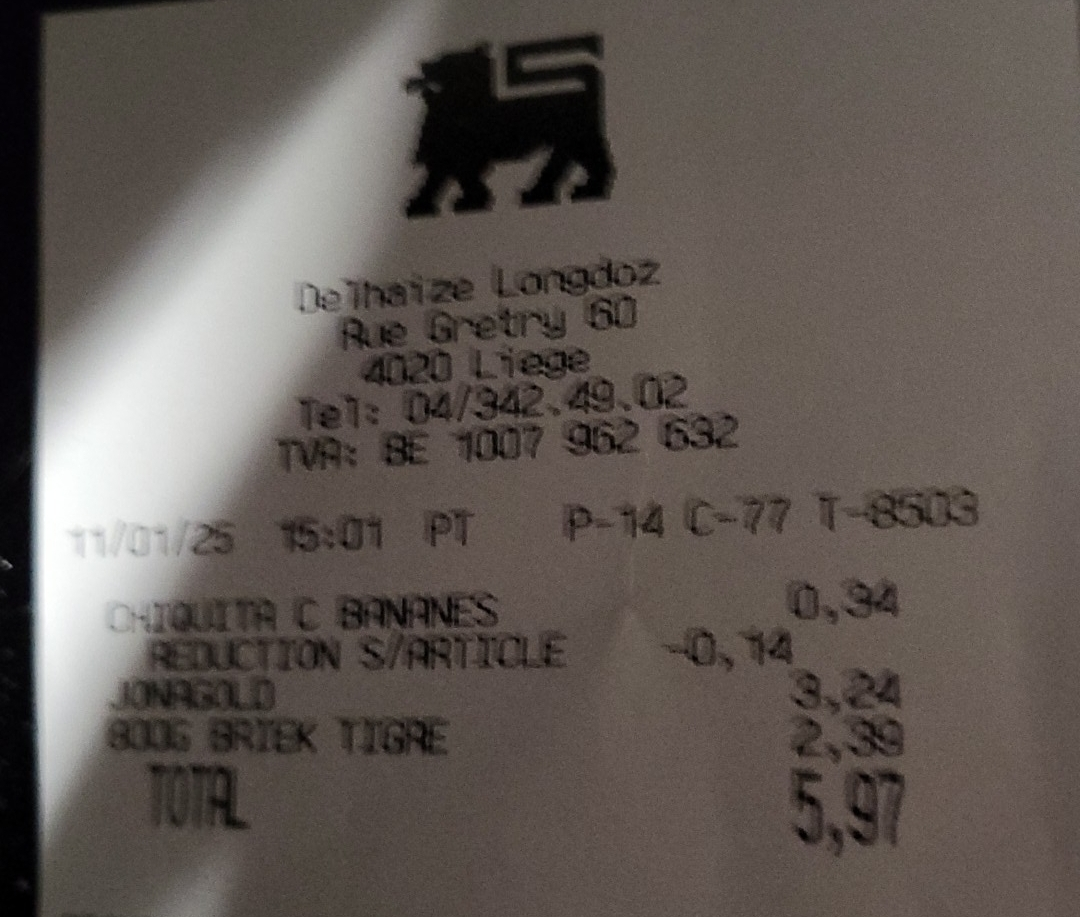 Delhaize Longdoz
Rue Gretry 60
4020 Liege
Tel: 04/342.49.02
TVA: BE 1007 962 632
11/01/25 15:01 PT P-14 C-77 T-8503
CHIQUITA C BANANES 0,34
REDUCTION S/ARTICLE -0,14
JONAGOLD 3,24
800G BRIEK TIGRE 2,39
TOTAL 5,97